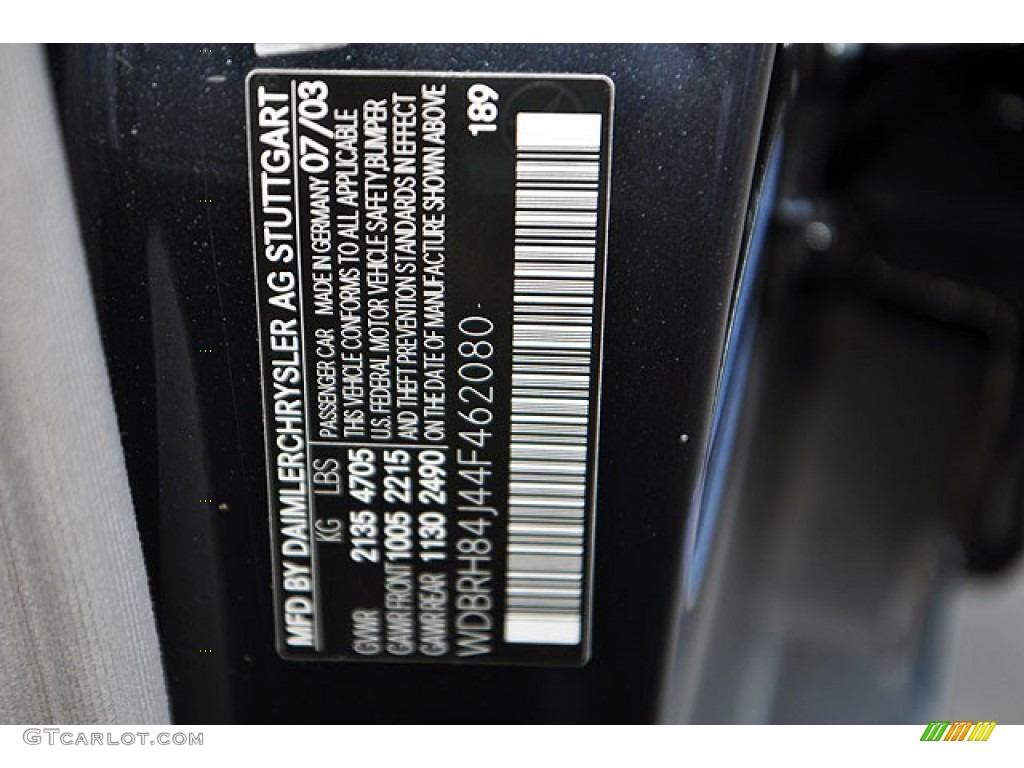 MFD BY DAIMLERCHRYSLER AG STUTTGART
KG LBS PASSENGER CAR MADE IN GERMANY 07/03
GVWR 2135 4705 THIS VEHICLE CONFORMS TO ALL APPLICABLE
U.S. FEDERAL MOTOR VEHICLE SAFETY, BUMPER
GAWR FRONT 1005 2215 AND THEFT PREVENTION STANDARDS IN EFFECT
GAWR REAR 1130 2490 ON THE DATE OF MANUFACTURE SHOWN ABOVE
WDBRH84J44F462080 189
GTCARLOT.COM